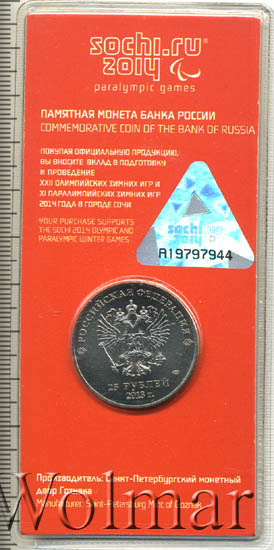 sochi.ru
2014
paralympic games
ПАМЯТНАЯ МОНЕТА БАНКА РОССИИ
COMMEMORATIVE COIN OF THE BANK OF RUSSIA
ПОКУПАЯ ОФИЦИАЛЬНУЮ ПРОДУКЦИЮ,
ВЫ ВНОСИТЕ ВКЛАД В ПОДГОТОВКУ
И ПРОВЕДЕНИЕ
XXII ОЛИМПИЙСКИХ ЗИМНИХ ИГР И
XI ПАРАЛИМПИЙСКИХ ЗИМНИХ ИГР
2014 ГОДА В ГОРОДЕ СОЧИ
YOUR PURCHASE SUPPORTS
THE SOCHI 2014 OLYMPIC AND
PARALYMPIC WINTER GAMES
sochi
2014
A19797944
РОССИЙСКАЯ ФЕДЕРАЦИЯ
25 РУБЛЕЙ
2013 г.
Производитель: Санкт-Петербургский монетный
двор Гознака
Manufacturer: Saint-Petersburg Mint of Goznak
Wolmar